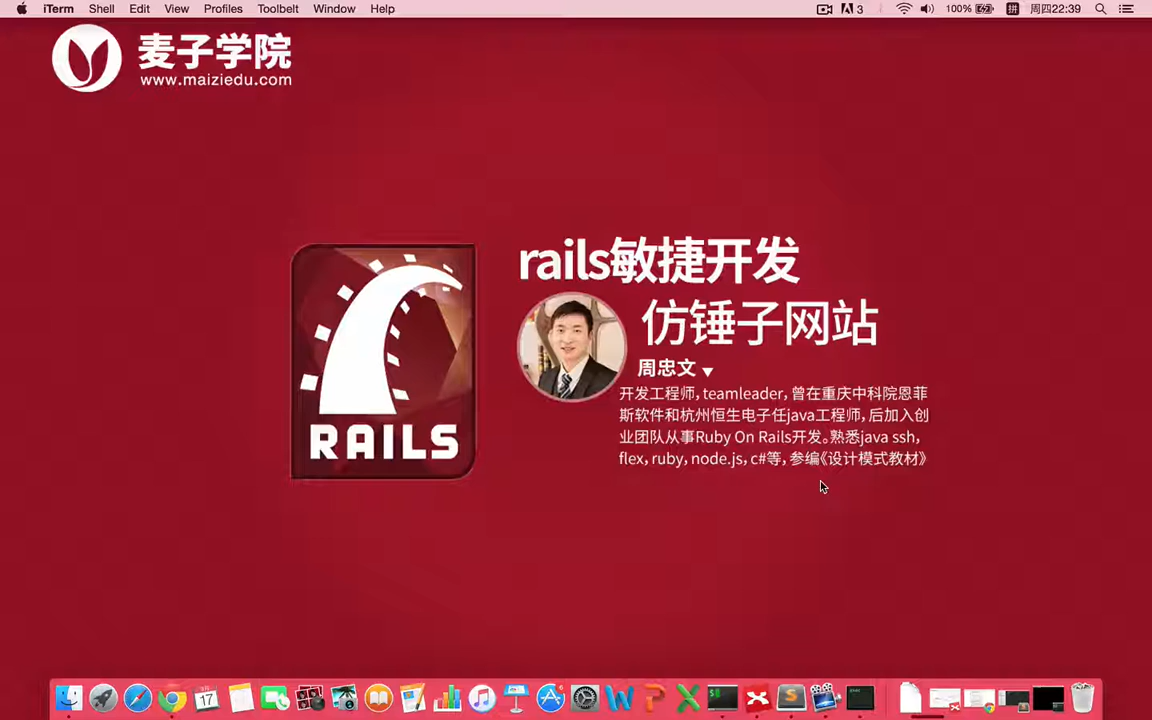 iTerm Shell Edit View Profiles Toolbelt Window Help 3 100% 拼 周四22:39
麦子学院
www.maiziedu.com
rails敏捷开发
仿锤子网站
周忠文
开发工程师，teamleader，曾在重庆中科院恩菲
斯软件和杭州恒生电子任java工程师，后加入创
业团队从事Ruby On Rails开发。熟悉java ssh，
flex，ruby，node.js，c#等，参编《设计模式教材》
RAILS
17